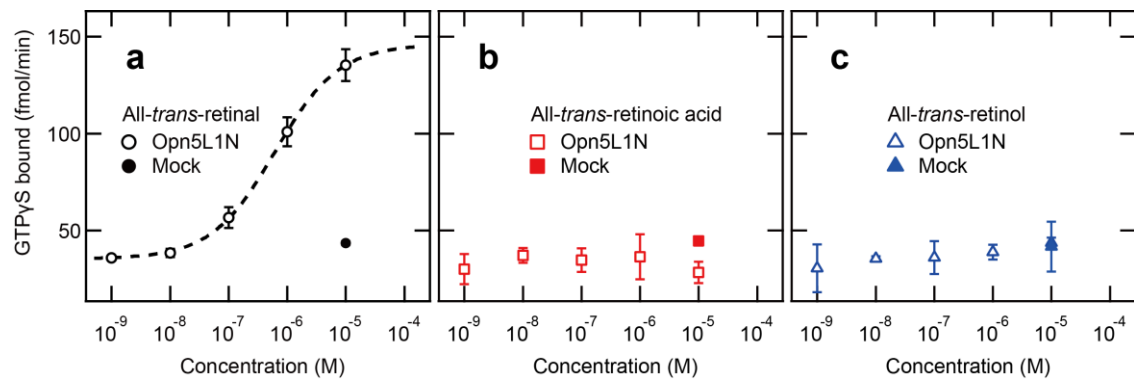 a
b
c
GTPγS bound (fmol/min)
150
100
50
All-trans-retinal
Opn5L1N
Mock
All-trans-retinoic acid
Opn5L1N
Mock
All-trans-retinol
Opn5L1N
Mock
10⁻⁹ 10⁻⁸ 10⁻⁷ 10⁻⁶ 10⁻⁵ 10⁻⁴
10⁻⁹ 10⁻⁸ 10⁻⁷ 10⁻⁶ 10⁻⁵ 10⁻⁴
10⁻⁹ 10⁻⁸ 10⁻⁷ 10⁻⁶ 10⁻⁵ 10⁻⁴
Concentration (M)
Concentration (M)
Concentration (M)